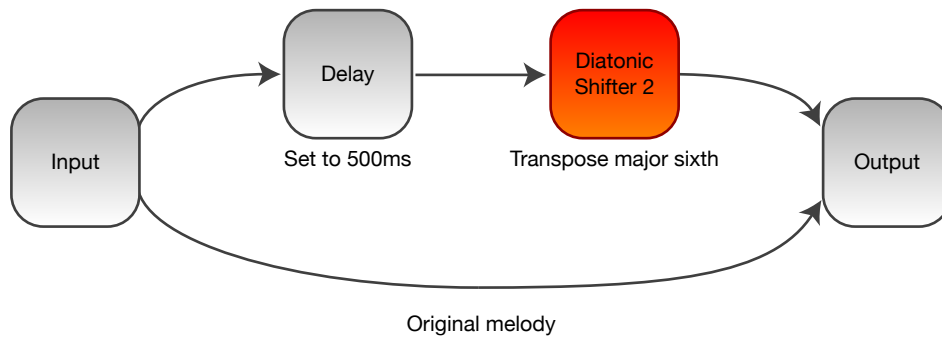 Input
Delay
Set to 500ms
Diatonic
Shifter 2
Transpose major sixth
Output
Original melody